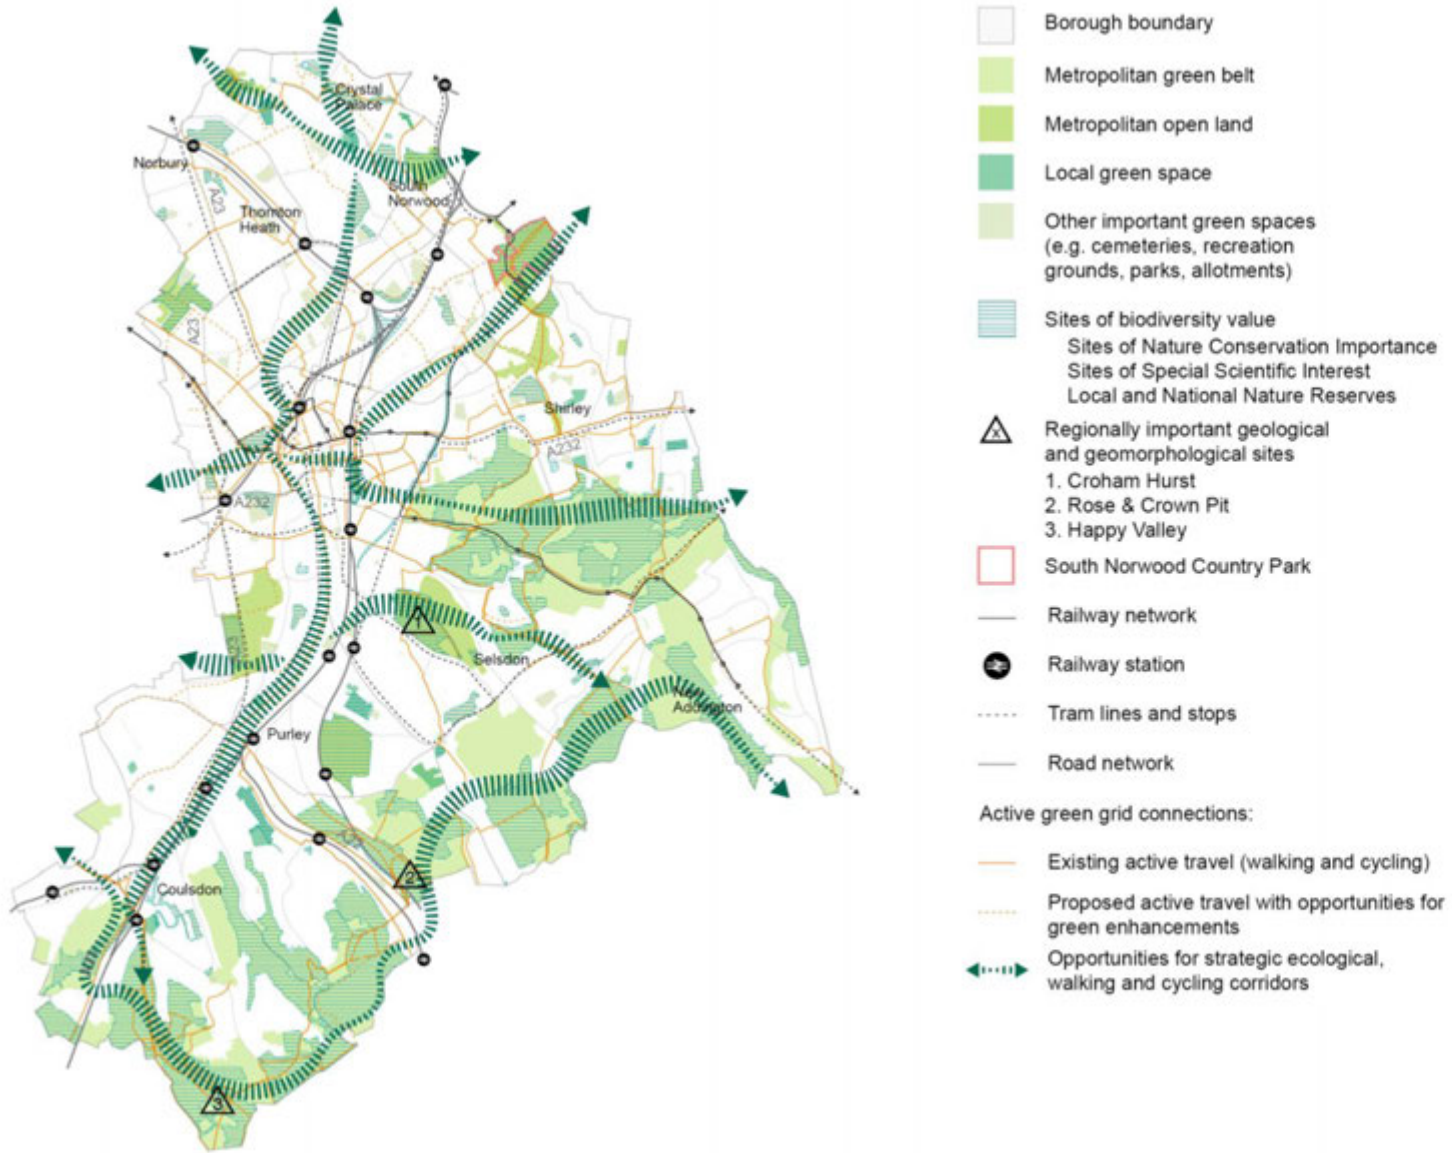 Crystal
Palace
Norbury
A23
South
Norwood
Thornton
Heath
A23
Shirley
A232
A232
1
Selsdon
New
Addington
Purley
2
Coulsdon
3
Borough boundary
Metropolitan green belt
Metropolitan open land
Local green space
Other important green spaces
(e.g. cemeteries, recreation
grounds, parks, allotments)
Sites of biodiversity value
Sites of Nature Conservation Importance
Sites of Special Scientific Interest
Local and National Nature Reserves
x
Regionally important geological
and geomorphological sites
1. Croham Hurst
2. Rose & Crown Pit
3. Happy Valley
South Norwood Country Park
Railway network
Railway station
Tram lines and stops
Road network
Active green grid connections:
Existing active travel (walking and cycling)
Proposed active travel with opportunities for
green enhancements
Opportunities for strategic ecological,
walking and cycling corridors